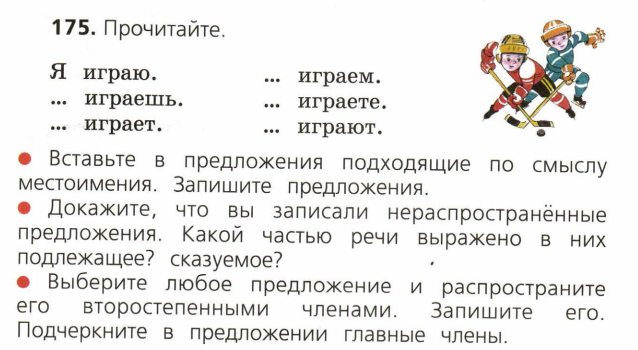 175. Прочитайте.
Я играю. ... играем.
... играешь. ... играете.
... играет. ... играют.
● Вставьте в предложения подходящие по смыслу
местоимения. Запишите предложения.
● Докажите, что вы записали нераспространённые
предложения. Какой частью речи выражено в них
подлежащее? сказуемое?
● Выберите любое предложение и распространите
его второстепенными членами. Запишите его.
Подчеркните в предложении главные члены.